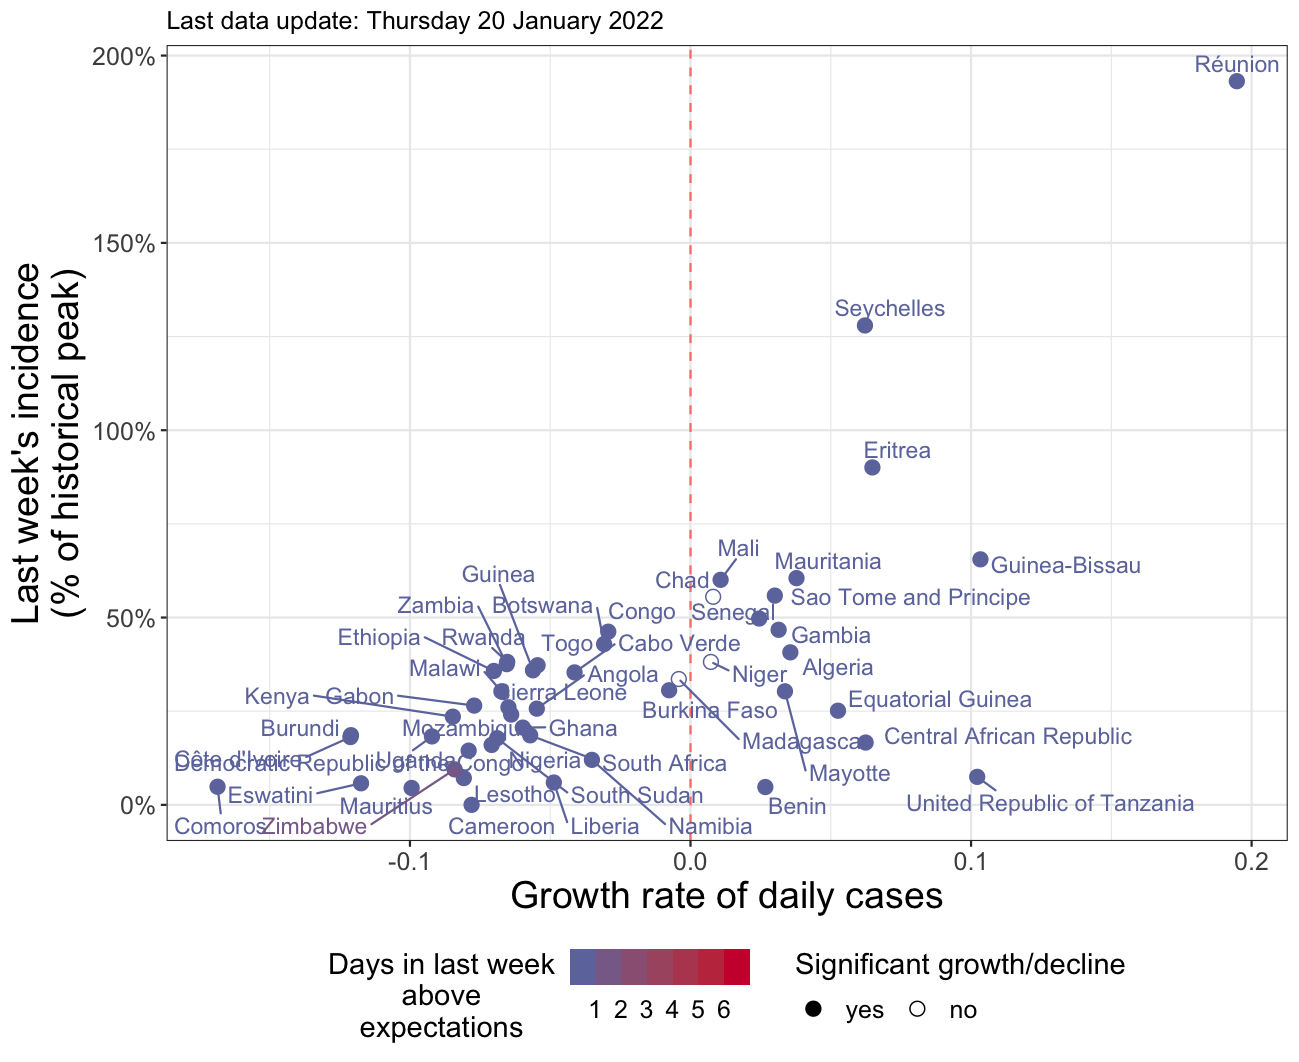 Last data update: Thursday 20 January 2022
Last week's incidence
(% of historical peak)
200%
150%
100%
50%
0%
Réunion
Seychelles
Eritrea
Mali
Mauritania
Guinea-Bissau
Guinea
Chad
Zambia
Botswana
Congo
Senegal
Sao Tome and Principe
Ethiopia
Rwanda
Togo
Cabo Verde
Gambia
Malawi
Angola
Niger
Algeria
Kenya
Gabon
Sierra Leone
Burkina Faso
Equatorial Guinea
Burundi
Mozambique
Ghana
Madagascar
Central African Republic
Côte d'Ivoire
Democratic Republic of the Congo
Uganda
Nigeria
South Africa
Mayotte
Eswatini
Mauritius
Lesotho
South Sudan
Benin
United Republic of Tanzania
Comoros
Zimbabwe
Cameroon
Liberia
Namibia
-0.1
0.0
0.1
0.2
Growth rate of daily cases
Days in last week
above
expectations
1 2 3 4 5 6
Significant growth/decline
yes
no